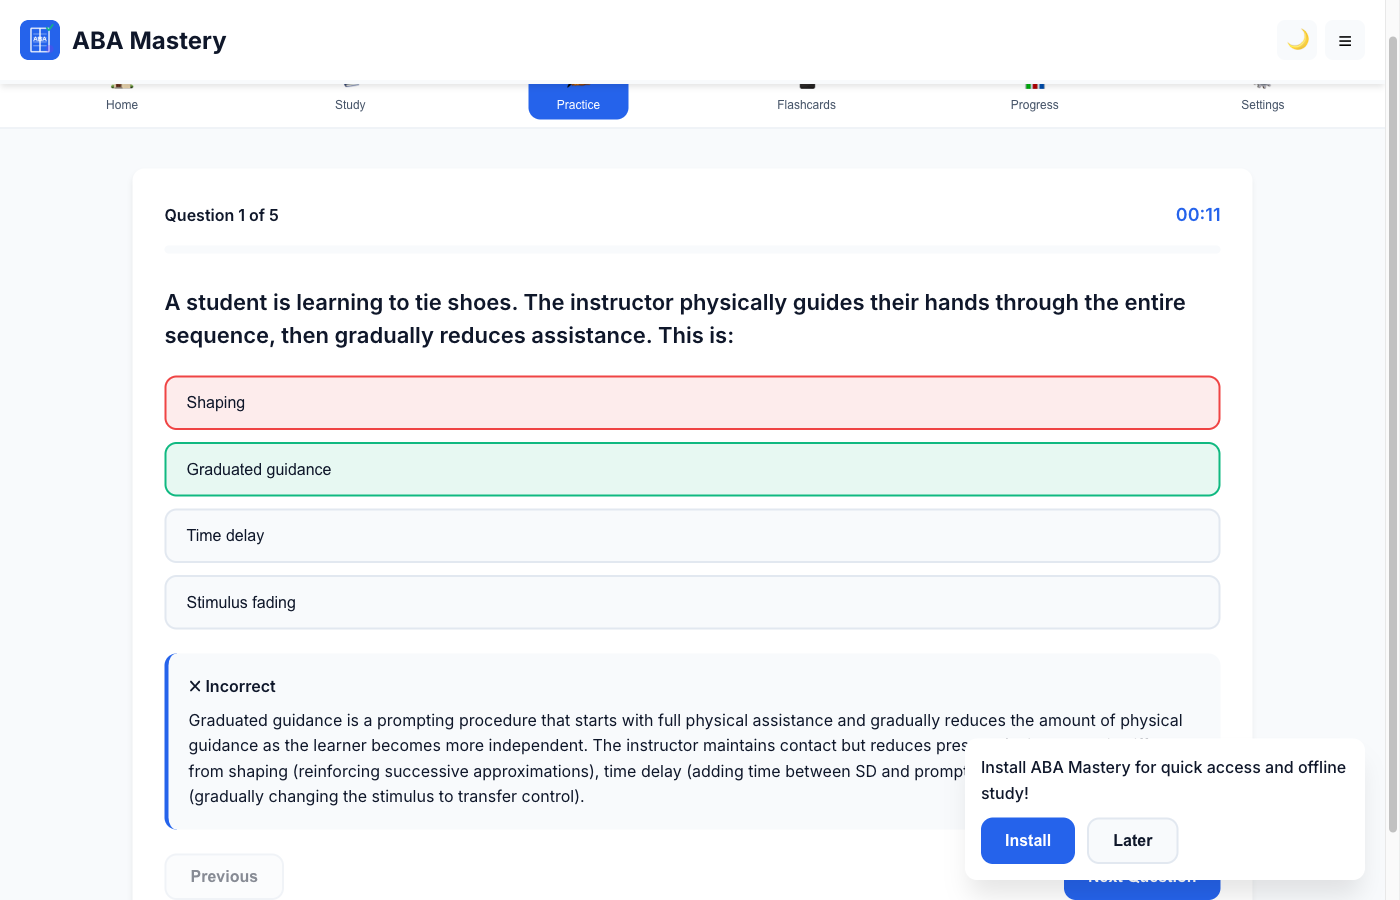 ABA Mastery
Home
Study
Practice
Flashcards
Progress
Settings
Question 1 of 5
00:11
A student is learning to tie shoes. The instructor physically guides their hands through the entire
sequence, then gradually reduces assistance. This is:
Shaping
Graduated guidance
Time delay
Stimulus fading
✕ Incorrect
Graduated guidance is a prompting procedure that starts with full physical assistance and gradually reduces the amount of physical
guidance as the learner becomes more independent. The instructor maintains contact but reduces
from shaping (reinforcing successive approximations), time delay (adding time between SD and
(gradually changing the stimulus to transfer control).
Install ABA Mastery for quick access and offline
study!
Install
Later
Previous
Next Question